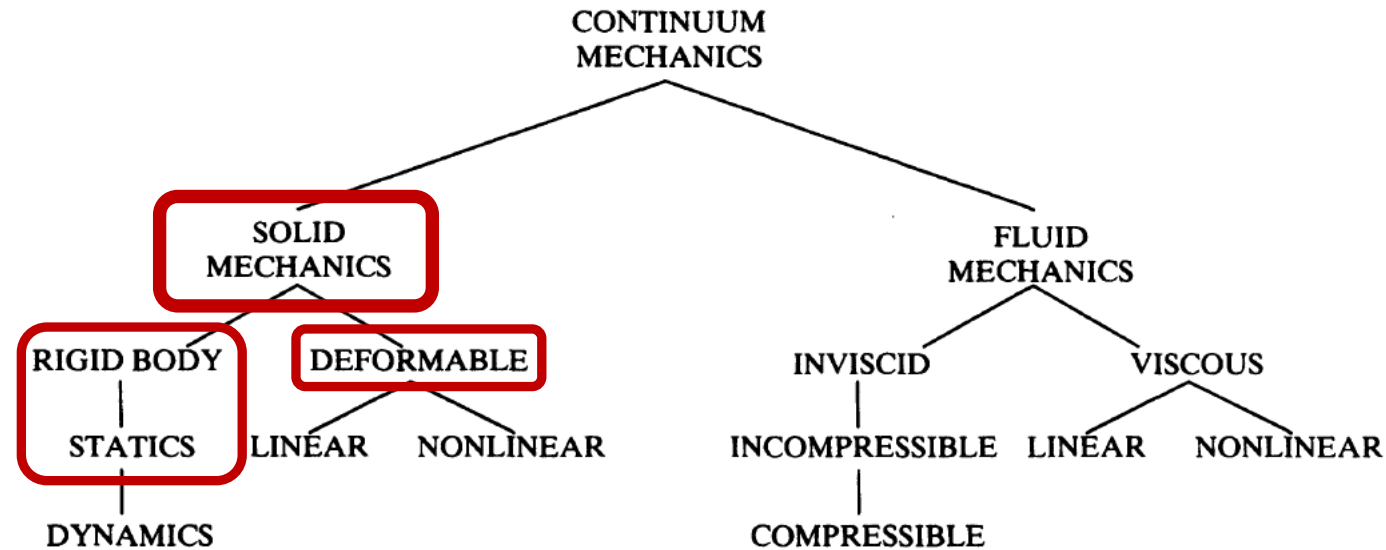 CONTINUUM
MECHANICS
SOLID
MECHANICS
FLUID
MECHANICS
RIGID BODY
DEFORMABLE
INVISCID
VISCOUS
STATICS
LINEAR
NONLINEAR
INCOMPRESSIBLE
LINEAR
NONLINEAR
DYNAMICS
COMPRESSIBLE